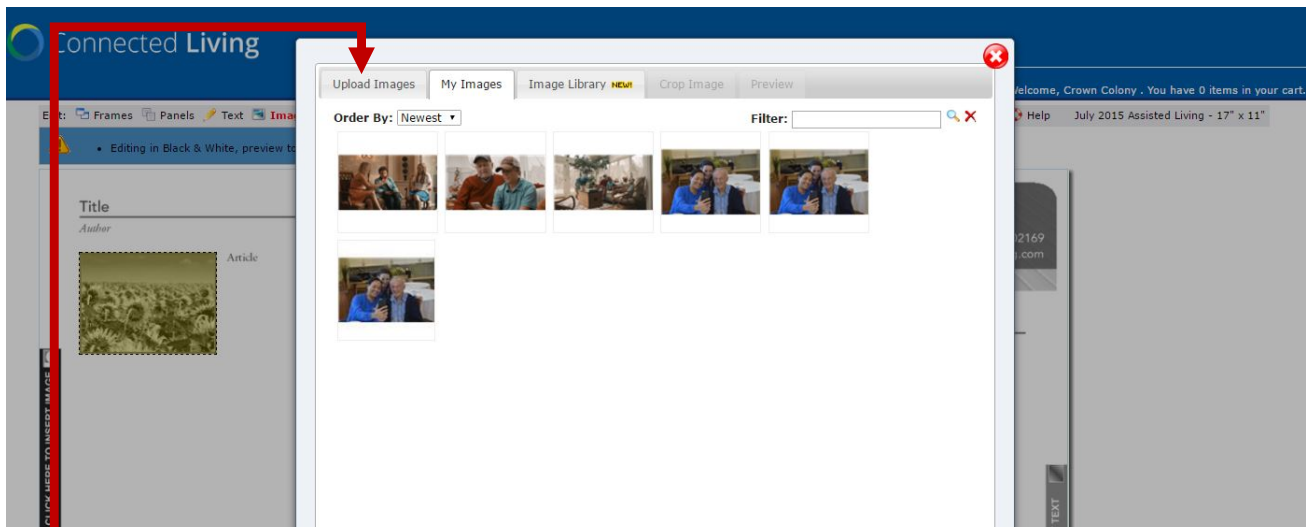 Connected Living
Upload Images My Images Image Library NEW! Crop Image Preview
Welcome, Crown Colony . You have 0 items in your cart.
Frames Panels Text Help July 2015 Assisted Living - 17" x 11"
Order By: Newest Filter:
• Editing in Black & White, preview
Title
Author
Article
02169
.com
CLICK HERE TO INSERT IMAGE
TEXT